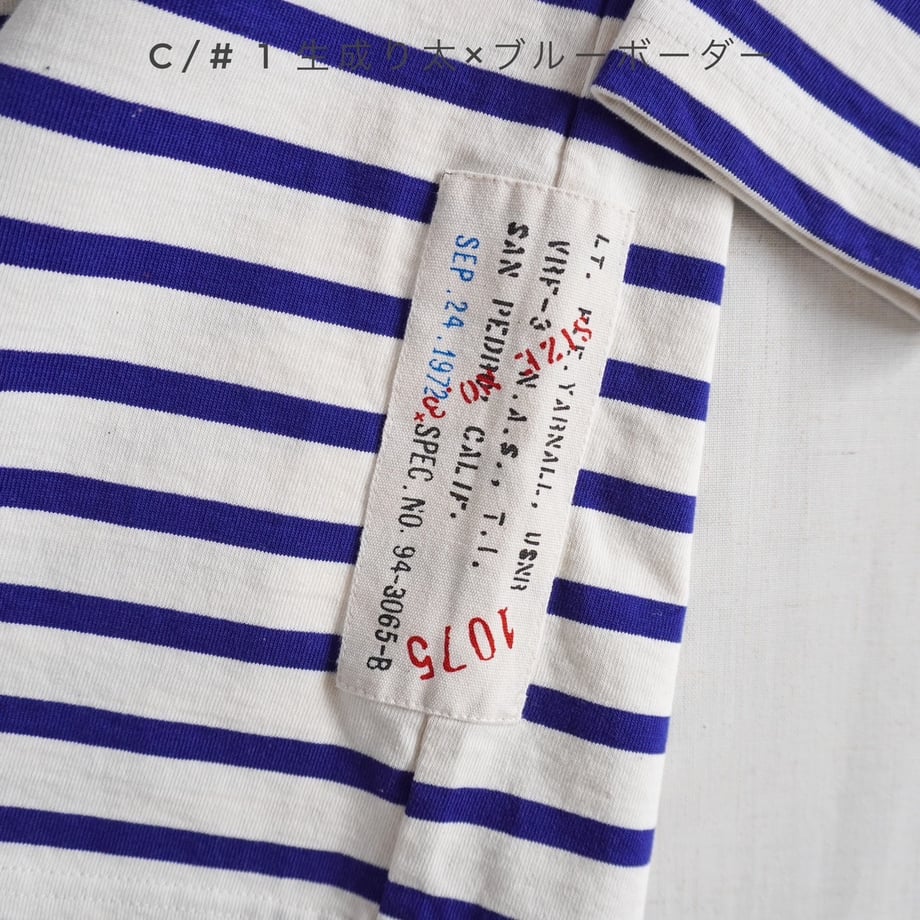 C/#1 生成り太×ブルーボーダー
LT. YARNALL, USNR
VRF-3 N.A.S., T.I.
SAN PEDRO CALIF.
SEP.24.1972 SPEC.NO.94-3065-B
1075